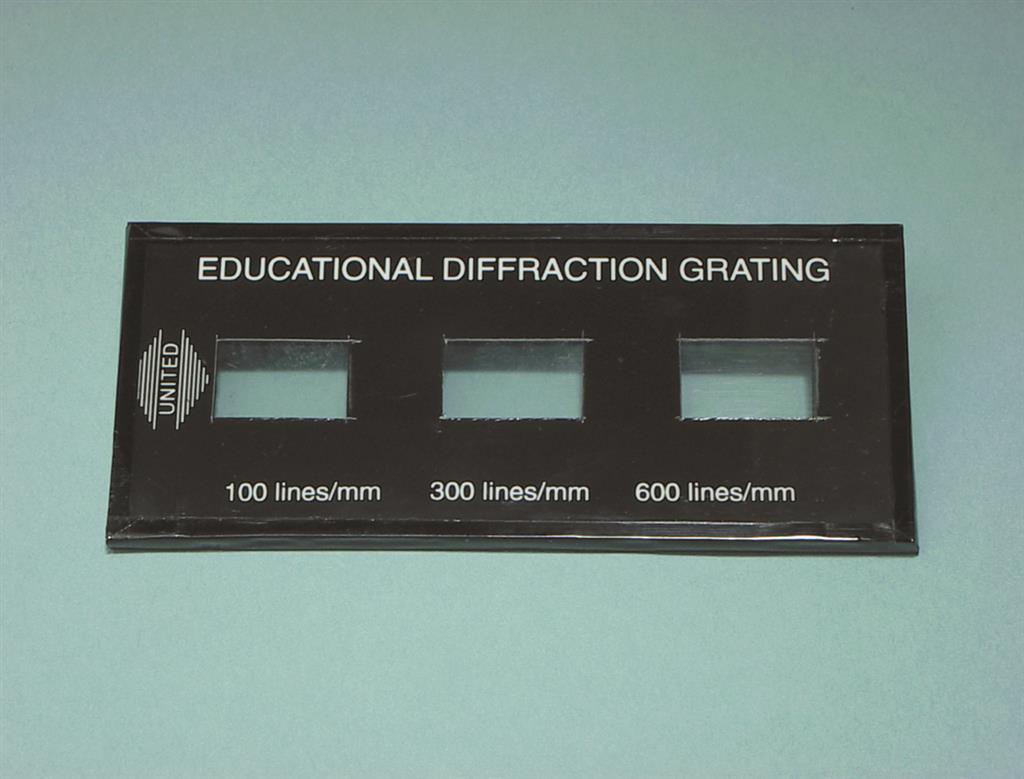 EDUCATIONAL DIFFRACTION GRATING
UNITED
100 lines/mm 300 lines/mm 600 lines/mm